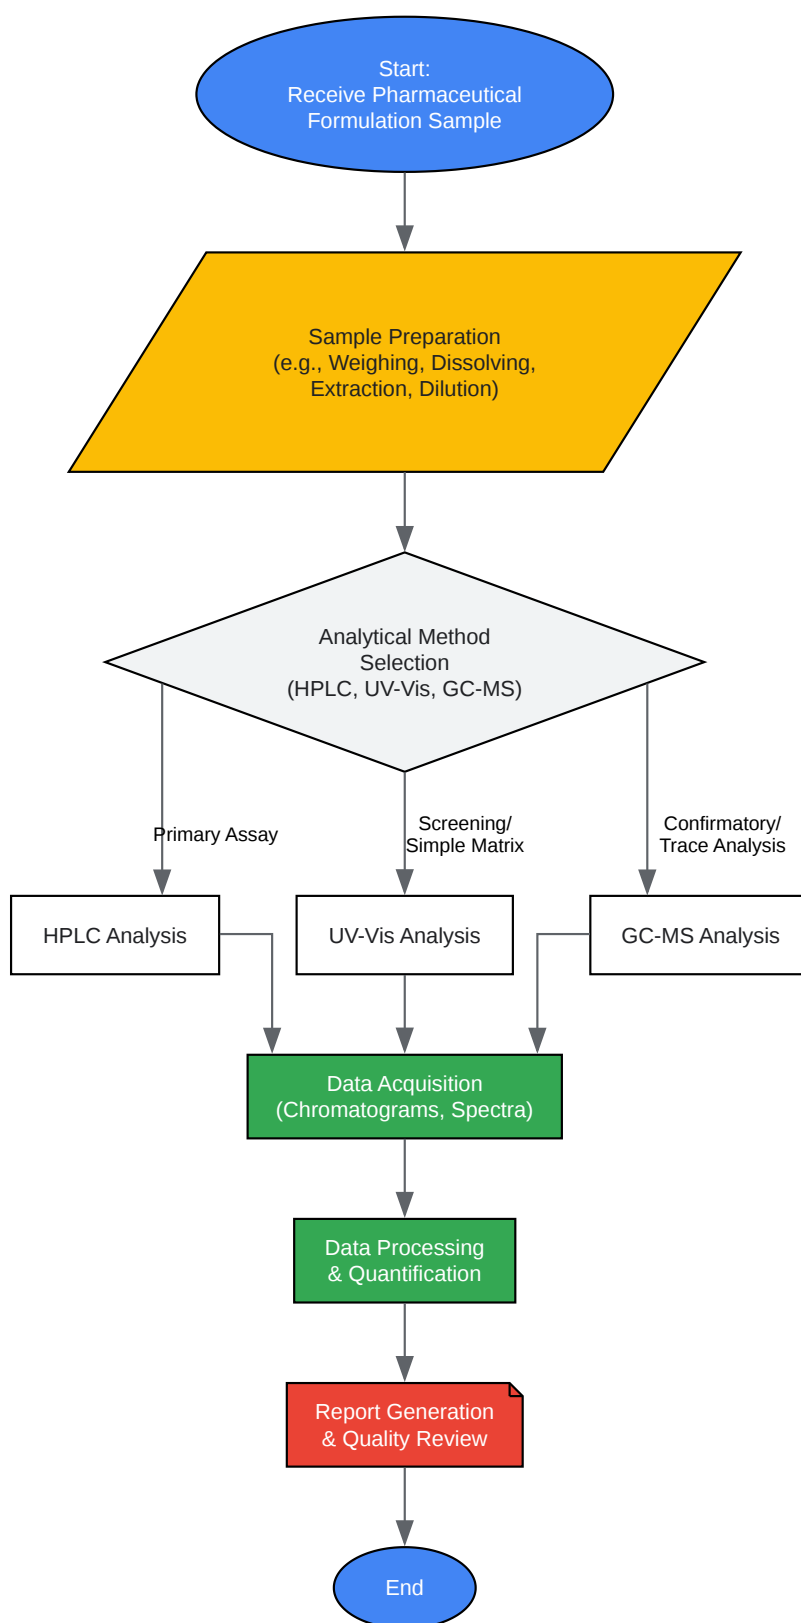 Start:
Receive Pharmaceutical
Formulation Sample
Sample Preparation
(e.g., Weighing, Dissolving,
Extraction, Dilution)
Analytical Method
Selection
(HPLC, UV-Vis, GC-MS)
Primary Assay
Screening/
Simple Matrix
Confirmatory/
Trace Analysis
HPLC Analysis
UV-Vis Analysis
GC-MS Analysis
Data Acquisition
(Chromatograms, Spectra)
Data Processing
& Quantification
Report Generation
& Quality Review
End